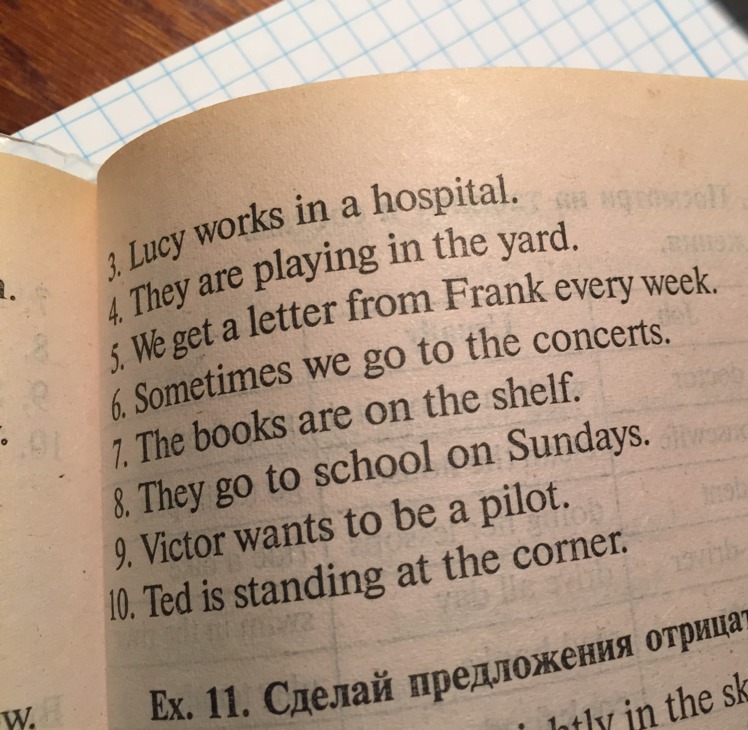 3. Lucy works in a hospital.
4. They are playing in the yard.
5. We get a letter from Frank every week.
6. Sometimes we go to the concerts.
7. The books are on the shelf.
8. They go to school on Sundays.
9. Victor wants to be a pilot.
10. Ted is standing at the corner.
Ex. 11. Сделай предложения
in the